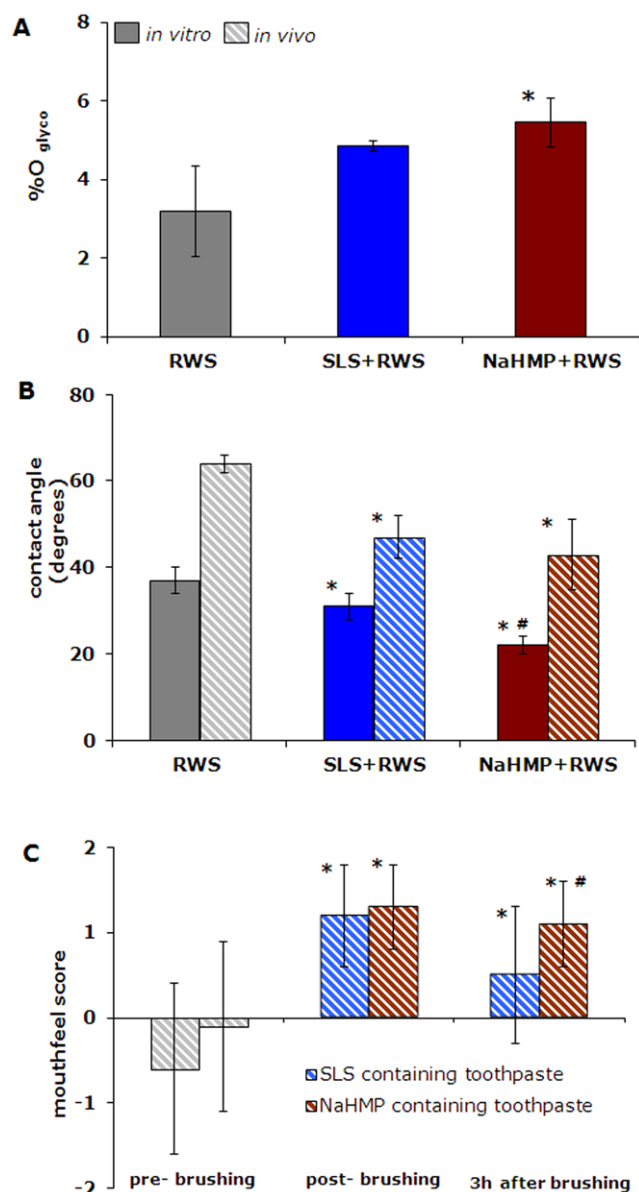 A
in vitro
in vivo
%O glyco
8
6
4
2
0
*
RWS
SLS+RWS
NaHMP+RWS
B
contact angle
(degrees)
80
60
40
20
0
*
*
* #
*
RWS
SLS+RWS
NaHMP+RWS
C
mouthfeel score
2
1
0
-1
-2
*
*
*
* #
SLS containing toothpaste
NaHMP containing toothpaste
pre- brushing
post- brushing
3h after brushing